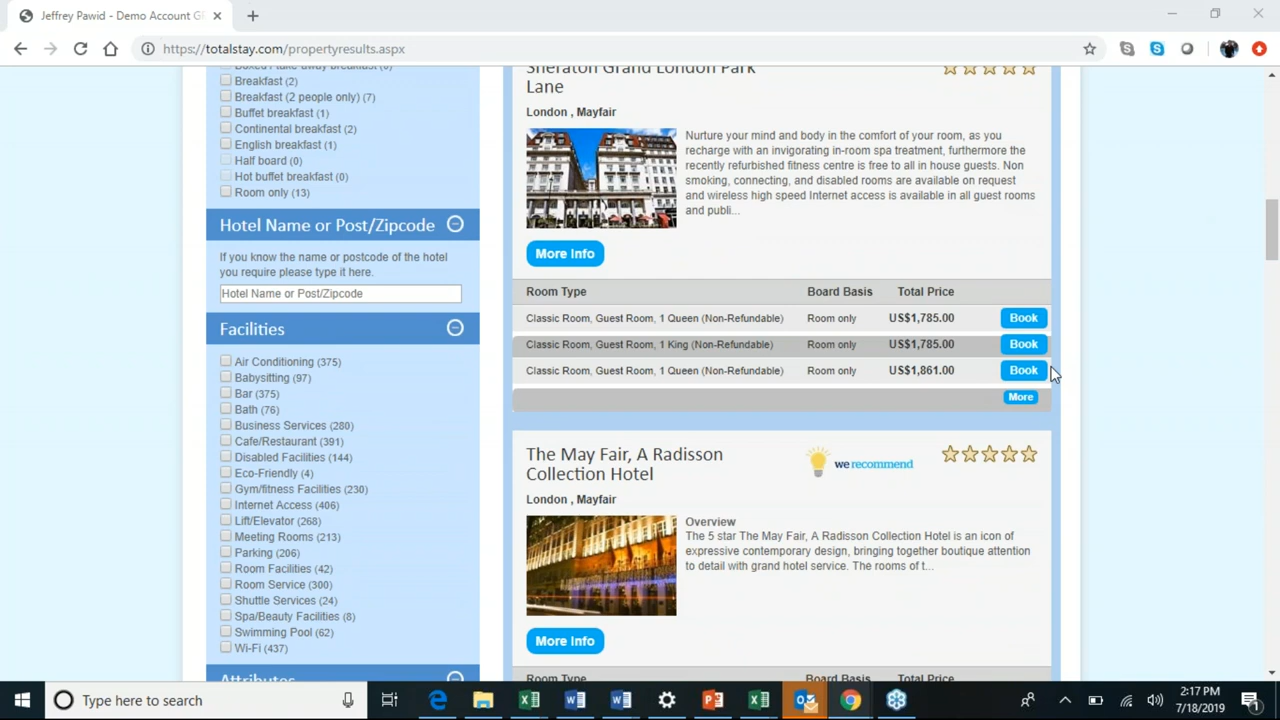 Jeffrey Pawid - Demo Account GF
https://totalstay.com/propertyresults.aspx
Breakfast (2)
Breakfast (2 people only) (7)
Buffet breakfast (1)
Continental breakfast (2)
English breakfast (1)
Half board (0)
Hot buffet breakfast (0)
Room only (13)
Hotel Name or Post/Zipcode
If you know the name or postcode of the hotel
you require please type it here.
Hotel Name or Post/Zipcode
Facilities
Air Conditioning (375)
Babysitting (97)
Bar (375)
Bath (76)
Business Services (280)
Cafe/Restaurant (391)
Disabled Facilities (144)
Eco-Friendly (4)
Gym/fitness Facilities (230)
Internet Access (406)
Lift/Elevator (268)
Meeting Rooms (213)
Parking (206)
Room Facilities (42)
Room Service (300)
Shuttle Services (24)
Spa/Beauty Facilities (8)
Swimming Pool (62)
Wi-Fi (437)
Attributes
Sheraton Grand London Park
Lane
London , Mayfair
Nurture your mind and body in the comfort of your room, as you
recharge with an invigorating in-room spa treatment, furthermore the
recently refurbished fitness centre is free to all in house guests. Non
smoking, connecting, and disabled rooms are available on request
and wireless high speed Internet access is available in all guest rooms
and publi...
More Info
Room Type Board Basis Total Price
Classic Room, Guest Room, 1 Queen (Non-Refundable) Room only US$1,785.00 Book
Classic Room, Guest Room, 1 King (Non-Refundable) Room only US$1,785.00 Book
Classic Room, Guest Room, 1 Queen (Non-Refundable) Room only US$1,861.00 Book
More
The May Fair, A Radisson
Collection Hotel
we recommend
London , Mayfair
Overview
The 5 star The May Fair, A Radisson Collection Hotel is an icon of
expressive contemporary design, bringing together boutique attention
to detail with grand hotel service. The rooms of t...
More Info
Room Type Board Basis Total Price
Type here to search
2:17 PM
7/18/2019